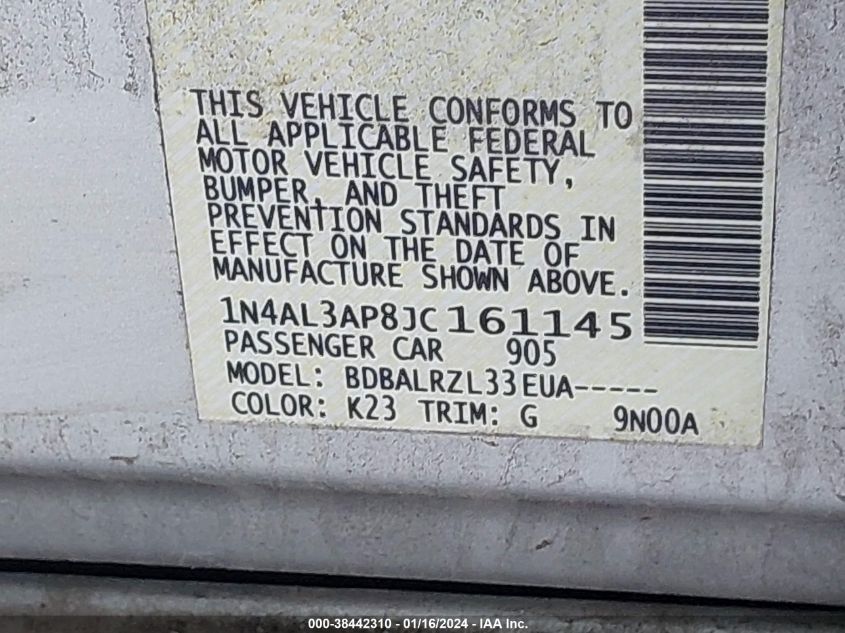 THIS VEHICLE CONFORMS TO
ALL APPLICABLE FEDERAL
MOTOR VEHICLE SAFETY,
BUMPER, AND THEFT
PREVENTION STANDARDS IN
EFFECT ON THE DATE OF
MANUFACTURE SHOWN ABOVE.
1N4AL3AP8JC161145
PASSENGER CAR 905
MODEL: BDBALRZL33EUA-----
COLOR: K23 TRIM: G 9N00A
000-38442310 - 01/16/2024 - IAA Inc.